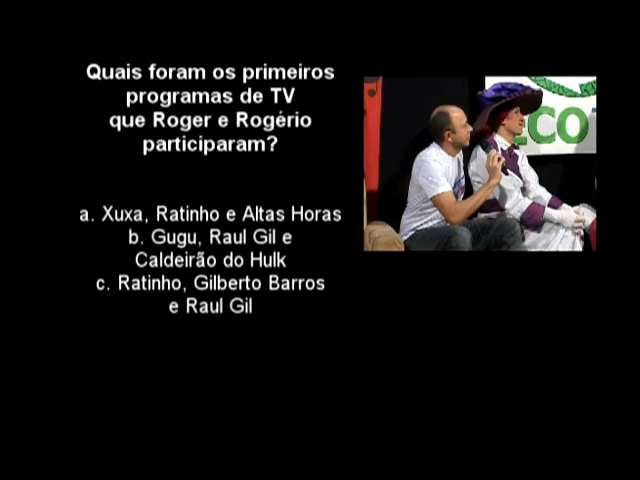 Quais foram os primeiros
programas de TV
que Roger e Rogério
participaram?
a. Xuxa, Ratinho e Altas Horas
b. Gugu, Raul Gil e
Caldeirão do Hulk
c. Ratinho, Gilberto Barros
e Raul Gil
ECO